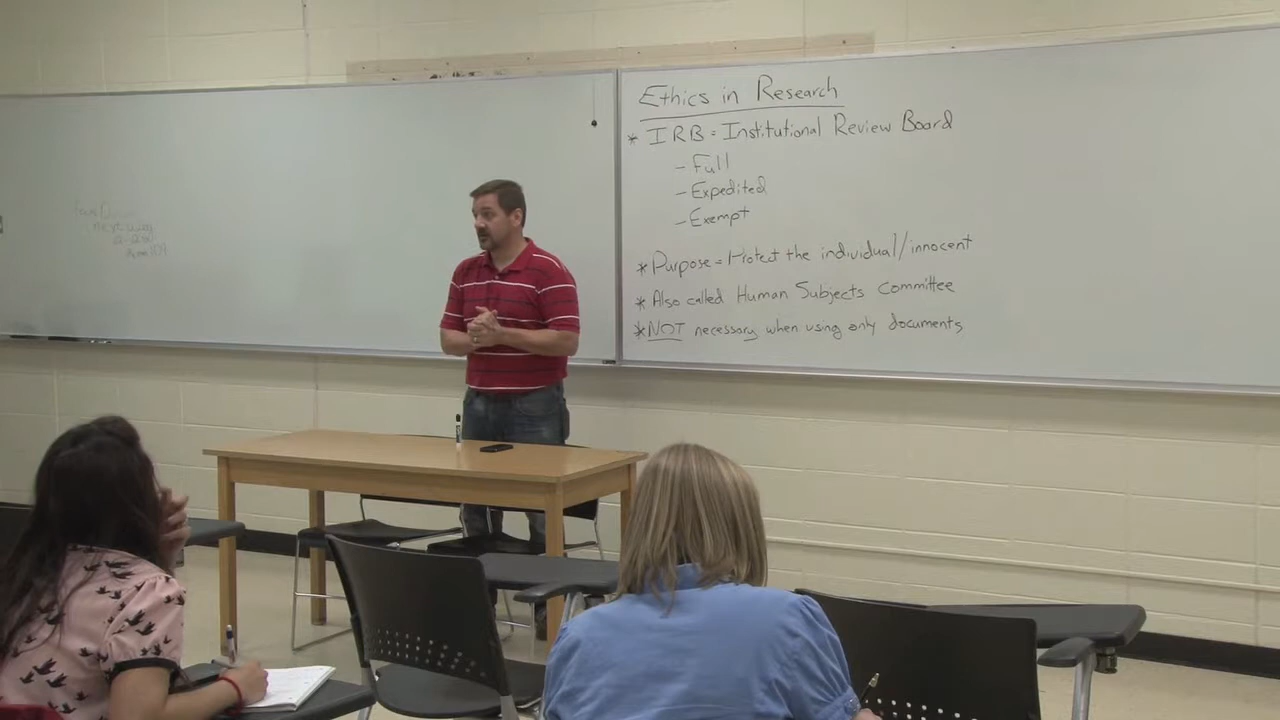 Ethics in Research
* IRB = Institutional Review Board
- Full
- Expedited
- Exempt
* Purpose = Protect the individual/innocent
* Also called Human Subjects Committee
* NOT necessary when using only documents